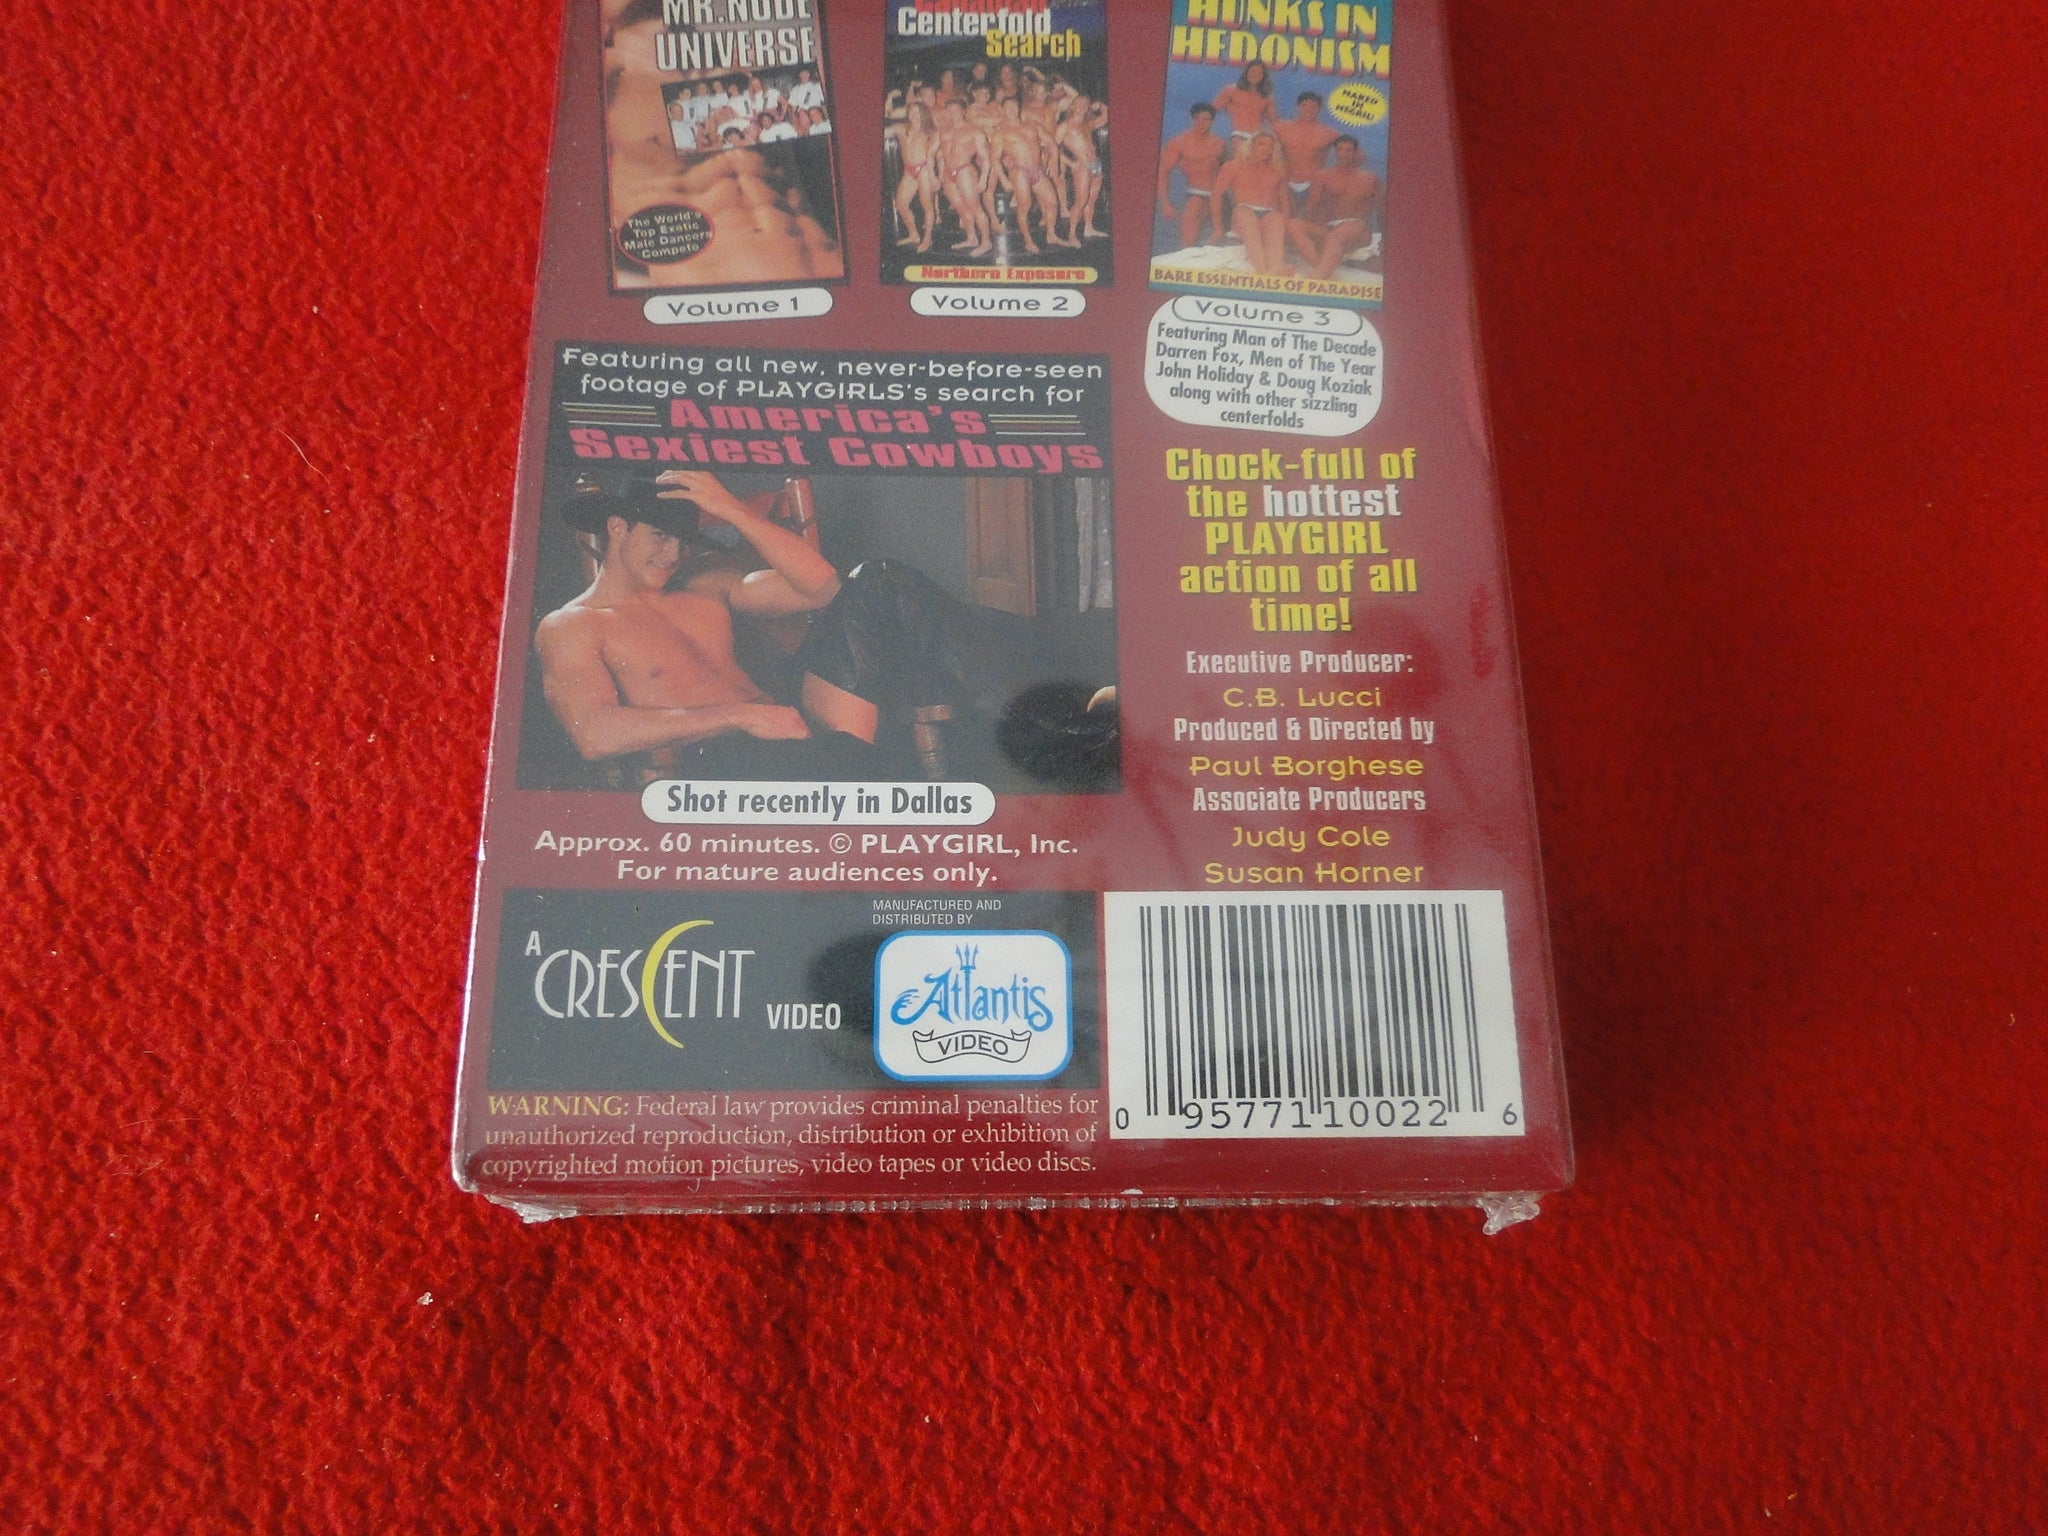 MR. NUDE
UNIVERSE
The World's
Top Exotic
Male Dancers
Compete
Volume 1
Canadian
Centerfold
Search
Northern Exposure
Volume 2
HUNKS IN
HEDONISM
NAKED
IN
NEGRIL!
BARE ESSENTIALS OF PARADISE
Volume 3
Featuring Man of The Decade
Darren Fox, Men of The Year
John Holiday & Doug Koziak
along with other sizzling
centerfolds
Featuring all new, never-before-seen
footage of PLAYGIRLS's search for
America's
Sexiest Cowboys
Shot recently in Dallas
Approx. 60 minutes. © PLAYGIRL, Inc.
For mature audiences only.
Chock-full of
the hottest
PLAYGIRL
action of all
time!
Executive Producer:
C.B. Lucci
Produced & Directed by
Paul Borghese
Associate Producers
Judy Cole
Susan Horner
A CRESCENT VIDEO
MANUFACTURED AND
DISTRIBUTED BY
Atlantis
VIDEO
WARNING: Federal law provides criminal penalties for
unauthorized reproduction, distribution or exhibition of
copyrighted motion pictures, video tapes or video discs.
0 95771 10022 6